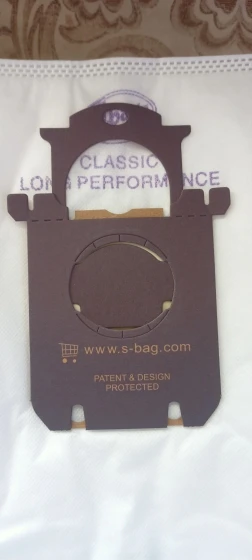 CLASSIC
LONG PERFORMANCE
www.s-bag.com
PATENT & DESIGN
PROTECTED